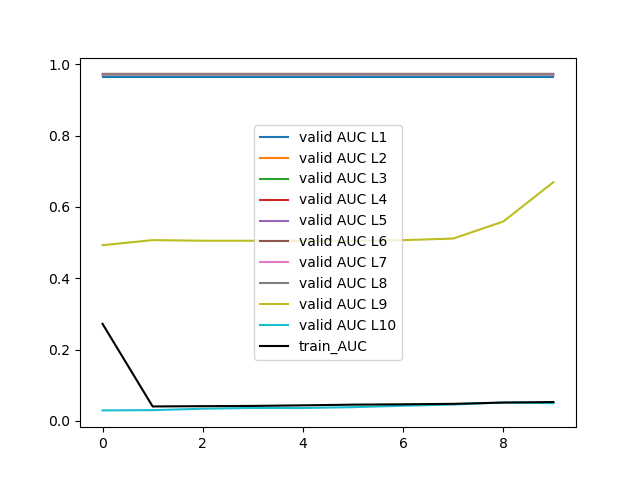 1.0
0.8
0.6
0.4
0.2
0.0
valid AUC L1
valid AUC L2
valid AUC L3
valid AUC L4
valid AUC L5
valid AUC L6
valid AUC L7
valid AUC L8
valid AUC L9
valid AUC L10
train_AUC
0 2 4 6 8